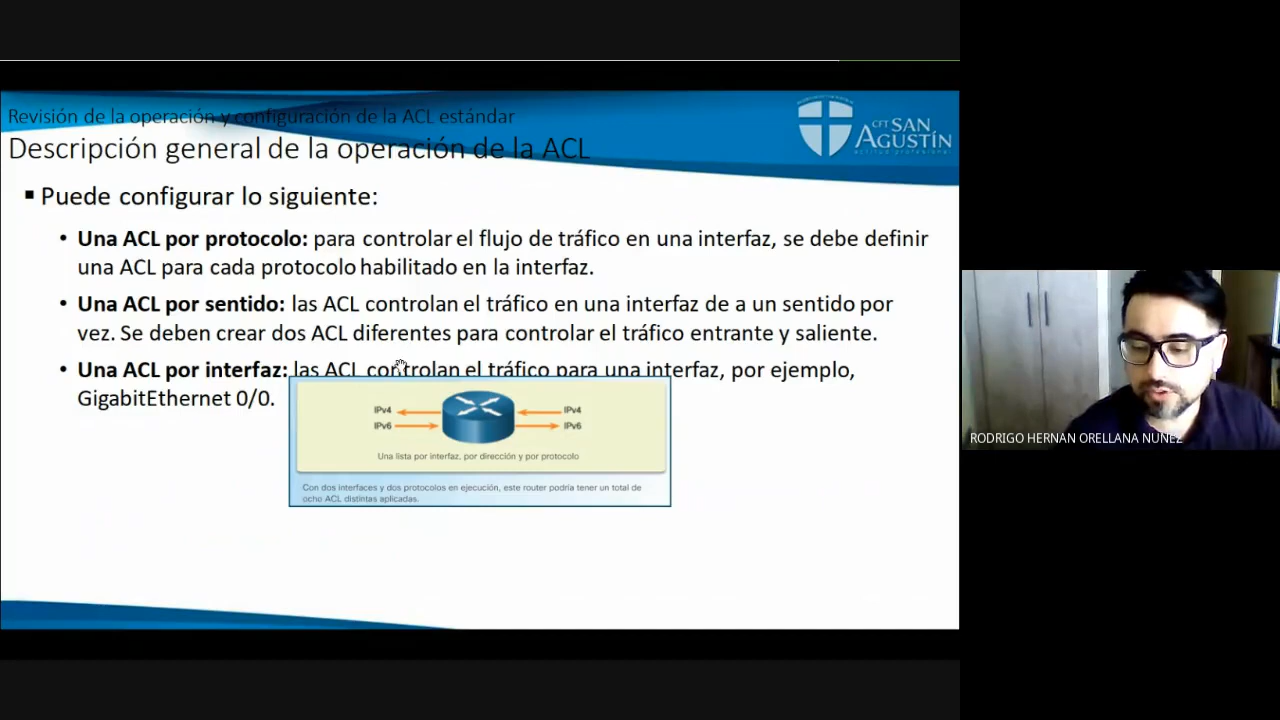 Revisión de la operación y configuración de la ACL estándar
Descripción general de la operación de la ACL
CFT SAN
AGUSTÍN
Puede configurar lo siguiente:
Una ACL por protocolo: para controlar el flujo de tráfico en una interfaz, se debe definir
una ACL para cada protocolo habilitado en la interfaz.
Una ACL por sentido: las ACL controlan el tráfico en una interfaz de a un sentido por
vez. Se deben crear dos ACL diferentes para controlar el tráfico entrante y saliente.
Una ACL por interfaz: las ACL controlan el tráfico para una interfaz, por ejemplo,
GigabitEthernet 0/0.
IPv4 IPv4
IPv6 IPv6
Una lista por interfaz, por dirección y por protocolo
Con dos interfaces y dos protocolos en ejecución, este router podría tener un total de
ocho ACL distintas aplicadas.
RODRIGO HERNAN ORELLANA NUÑEZ